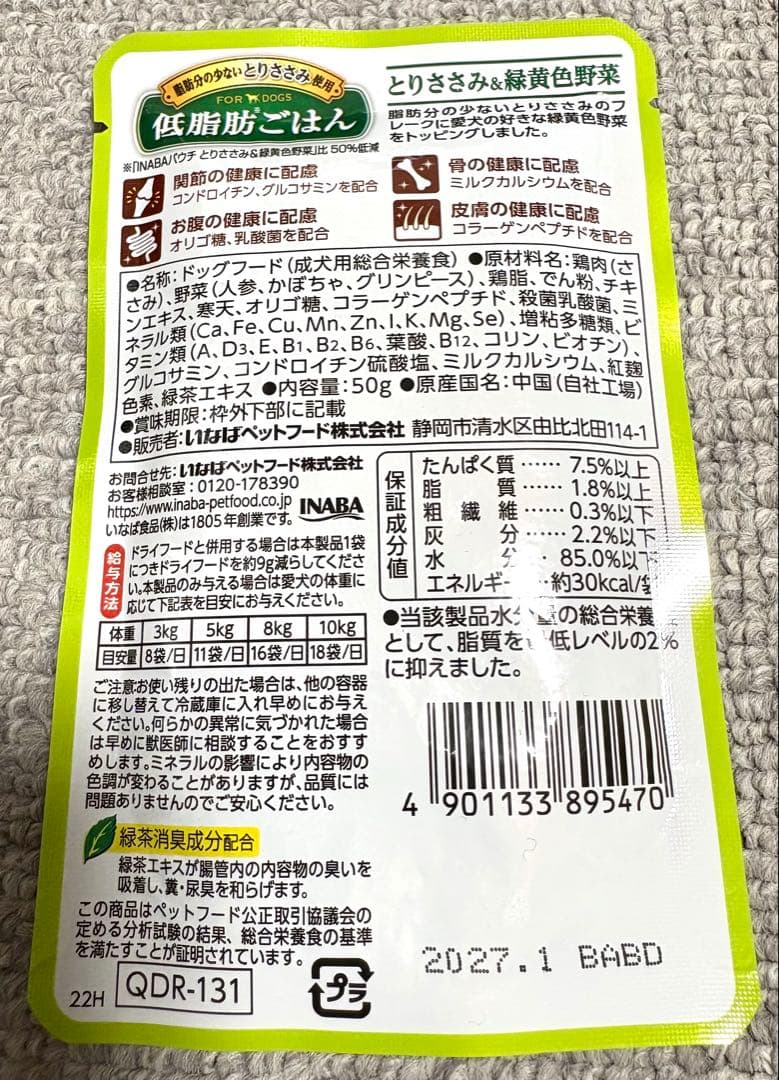 脂肪分の少ないとりささみ使用
FOR DOGS
低脂肪※ごはん
※「INABAパウチ とりささみ&緑黄色野菜」比 50%低減
とりささみ&緑黄色野菜
脂肪分の少ないとりささみのフ
レークに愛犬の好きな緑黄色野菜
をトッピングしました。
関節の健康に配慮
コンドロイチン、グルコサミンを配合
骨の健康に配慮
ミルクカルシウムを配合
お腹の健康に配慮
オリゴ糖、乳酸菌を配合
皮膚の健康に配慮
コラーゲンペプチドを配合
●名称:ドッグフード(成犬用総合栄養食) ●原材料名:鶏肉(さ
さみ)、野菜(人参、かぼちゃ、グリンピース)、鶏脂、でん粉、チキ
ンエキス、寒天、オリゴ糖、コラーゲンペプチド、殺菌乳酸菌、ミ
ネラル類(Ca、Fe、Cu、Mn、Zn、I、K、Mg、Se)、増粘多糖類、ビ
タミン類(A、D3、E、B1、B2、B6、葉酸、B12、コリン、ビオチン)、
グルコサミン、コンドロイチン硫酸塩、ミルクカルシウム、紅麹
色素、緑茶エキス ●内容量:50g ●原産国名:中国(自社工場)
●賞味期限:枠外下部に記載
●販売者:いなばペットフード株式会社 静岡市清水区由比北田114-1
お問合せ先:いなばペットフード株式会社
お客様相談室:0120-178390
https://www.inaba-petfood.co.jp
いなば食品(株)は1805年創業です。
INABA
給与方法
ドライフードと併用する場合は本製品1袋
につきドライフードを約9g減らしてくださ
い。本製品のみ与える場合は愛犬の体重に
応じて下記表を目安にお与えください。
体重 3kg 5kg 8kg 10kg
目安量 8袋/日 11袋/日 16袋/日 18袋/日
保証成分値
たんぱく質 …… 7.5%以上
脂質 …… 1.8%以上
粗繊維 …… 0.3%以下
灰分 …… 2.2%以下
水分 … 85.0%以下
エネルギー …約30kcal/袋
●当該製品水分量の総合栄養
として、脂質を最低レベルの2%
に抑えました。
ご注意:お使い残りの出た場合は、他の容器
に移し替えて冷蔵庫に入れ早めにお与え
ください。何らかの異常に気づかれた場合
は早めに獣医師に相談することをおすす
めします。ミネラルの影響により内容物の
色調が変わることがありますが、品質には
問題ありませんのでご安心ください。
4 901133 895470
緑茶消臭成分配合
緑茶エキスが腸管内の内容物の臭いを
吸着し、糞・尿臭を和らげます。
この商品はペットフード公正取引協議会の
定める分析試験の結果、総合栄養食の基準
を満たすことが証明されています。
2027.1 BABD
22H QDR-131
プラ